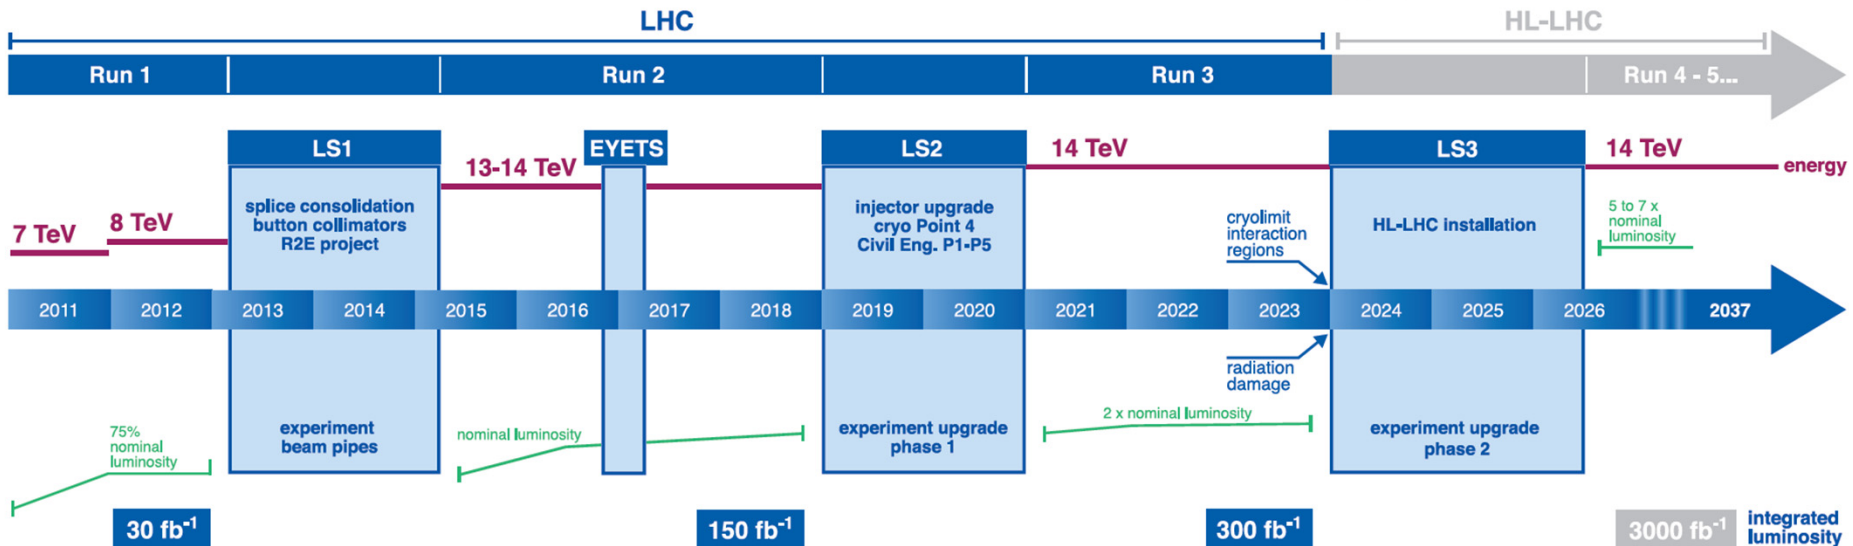 LHC
HL-LHC
Run 1
Run 2
Run 3
Run 4 - 5...
LS1
EYETS
LS2
14 TeV
LS3
14 TeV
energy
13-14 TeV
7 TeV
8 TeV
splice consolidation
button collimators
R2E project
injector upgrade
cryo Point 4
Civil Eng. P1-P5
cryolimit
interaction
regions
HL-LHC installation
5 to 7 x
nominal
luminosity
2011
2012
2013
2014
2015
2016
2017
2018
2019
2020
2021
2022
2023
2024
2025
2026
2037
radiation
damage
75%
nominal
luminosity
experiment
beam pipes
nominal luminosity
experiment upgrade
phase 1
2 x nominal luminosity
experiment upgrade
phase 2
30 fb⁻¹
150 fb⁻¹
300 fb⁻¹
3000 fb⁻¹
integrated
luminosity